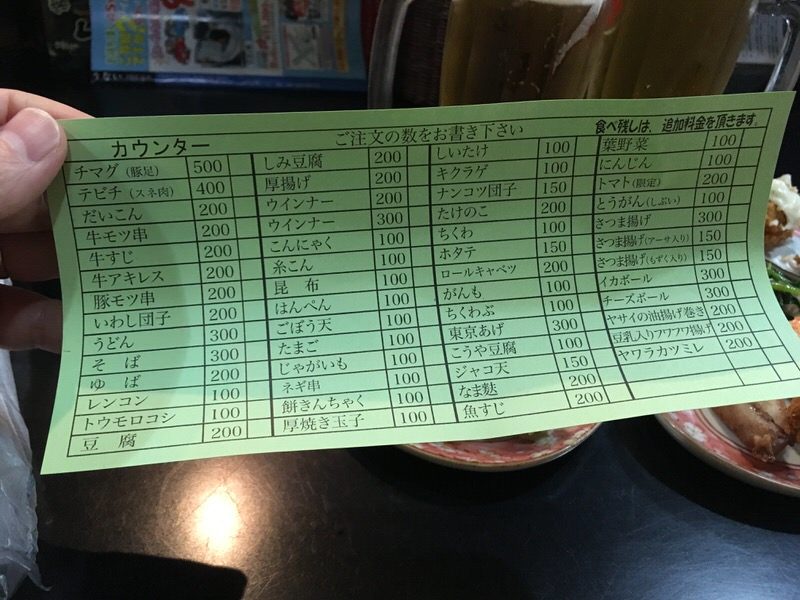 カウンター
ご注文の数をお書き下さい
食べ残しは、追加料金を頂きます。
チマグ（豚足） 500
テビチ（スネ肉） 400
だいこん 200
牛モツ串 200
牛すじ 200
牛アキレス 200
豚モツ串 200
いわし団子 200
うどん 300
そば 300
ゆば 200
レンコン 100
トウモロコシ 100
豆腐 200
しみ豆腐 200
厚揚げ 200
ウインナー 200
ウインナー 300
こんにゃく 100
糸こん 100
昆布 100
はんぺん 100
ごぼう天 100
たまご 100
じゃがいも 100
ネギ串 100
餅きんちゃく 100
厚焼き玉子 100
しいたけ 100
キクラゲ 100
ナンコツ団子 150
たけのこ 200
ちくわ 100
ホタテ 150
ロールキャベツ 200
がんも 100
ちくわぶ 100
東京あげ 300
こうや豆腐 100
ジャコ天 150
なま麩 200
魚すじ 200
葉野菜 100
にんじん 100
トマト（限定） 200
とうがん（しぶい） 100
さつま揚げ 300
さつま揚げ（アーサ入り） 150
さつま揚げ（もずく入り） 150
イカボール 300
チーズボール 300
ヤサイの油揚げ巻き 200
豆乳入りフワフワ揚げ 200
ヤワラカツミレ 200